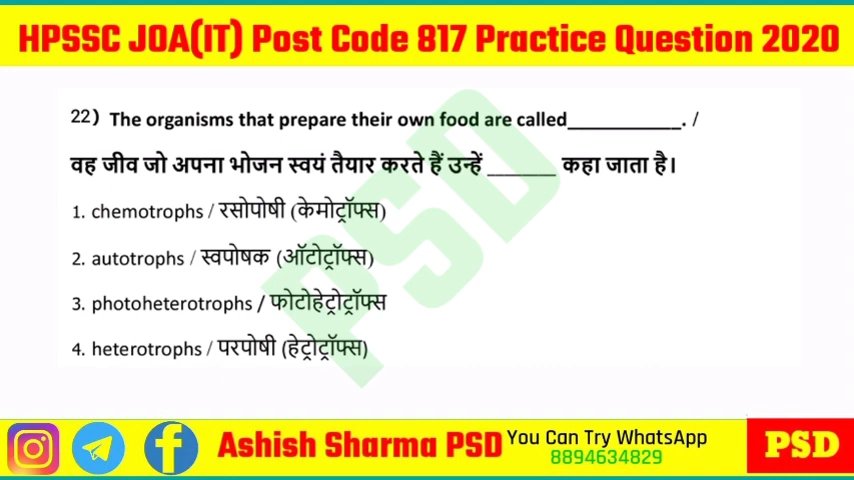 HPSSC JOA(IT) Post Code 817 Practice Question 2020
22) The organisms that prepare their own food are called____________. /
वह जीव जो अपना भोजन स्वयं तैयार करते हैं उन्हें _______ कहा जाता है।
1. chemotrophs / रसोपोषी (केमोट्रॉफ्स)
2. autotrophs / स्वपोषक (ऑटोट्रॉफ्स)
3. photoheterotrophs / फोटोहेट्रोट्रॉफ्स
4. heterotrophs / परपोषी (हेट्रोट्रॉफ्स)
PSD
Ashish Sharma PSD
You Can Try WhatsApp
8894634829
PSD